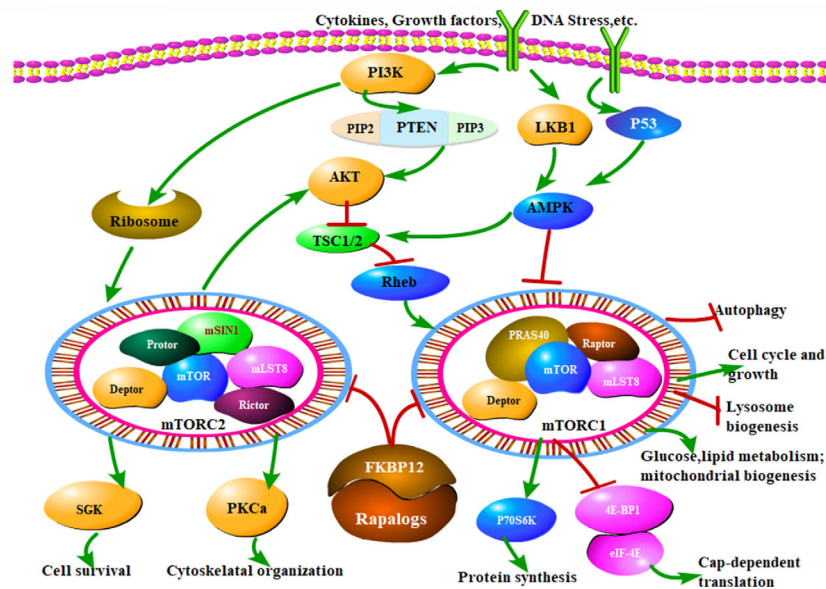 Cytokines, Growth factors,
DNA Stress,etc.
PI3K
PIP2
PTEN
PIP3
LKB1
P53
AKT
Ribosome
AMPK
TSC1/2
Rheb
mSIN1
Protor
mTOR
mLST8
Deptor
Rictor
mTORC2
PRAS40
Raptor
mTOR
mLST8
Deptor
mTORC1
Autophagy
Cell cycle and
growth
Lysosome
biogenesis
Glucose,lipid metabolism;
mitochondrial biogenesis
FKBP12
Rapalogs
SGK
PKCa
P70S6K
4E-BP1
eIF-4E
Cell survival
Cytoskelatal organization
Protein synthesis
Cap-dependent
translation